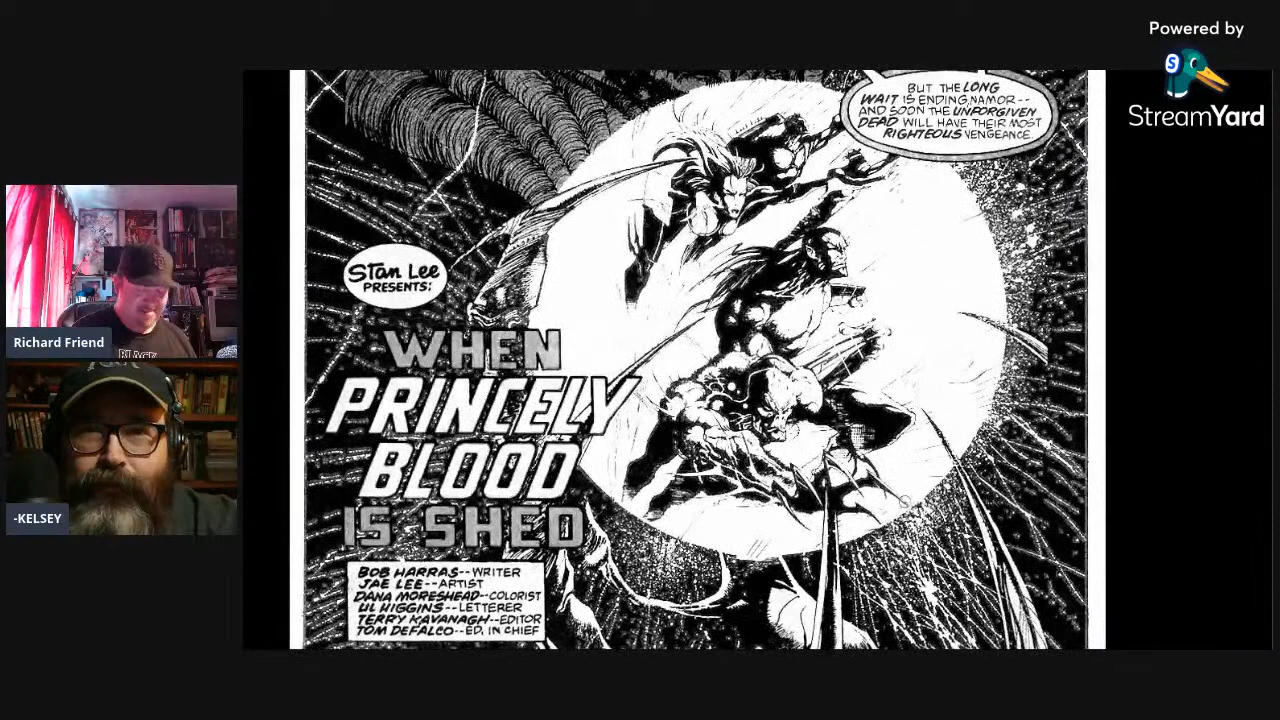 Powered by
S
StreamYard
BUT THE LONG
WAIT IS ENDING, NAMOR--
AND SOON THE UNFORGIVEN
DEAD WILL HAVE THEIR MOST
RIGHTEOUS VENGEANCE.
Stan Lee
PRESENTS:
WHEN
PRINCELY
BLOOD
IS SHED
BOB HARRAS--WRITER
JAE LEE--ARTIST
DANA MORESHEAD--COLORIST
LIL HIGGINS--LETTERER
TERRY KAVANAGH--EDITOR
TOM DEFALCO--ED. IN CHIEF
Richard Friend
BLACK
-KELSEY